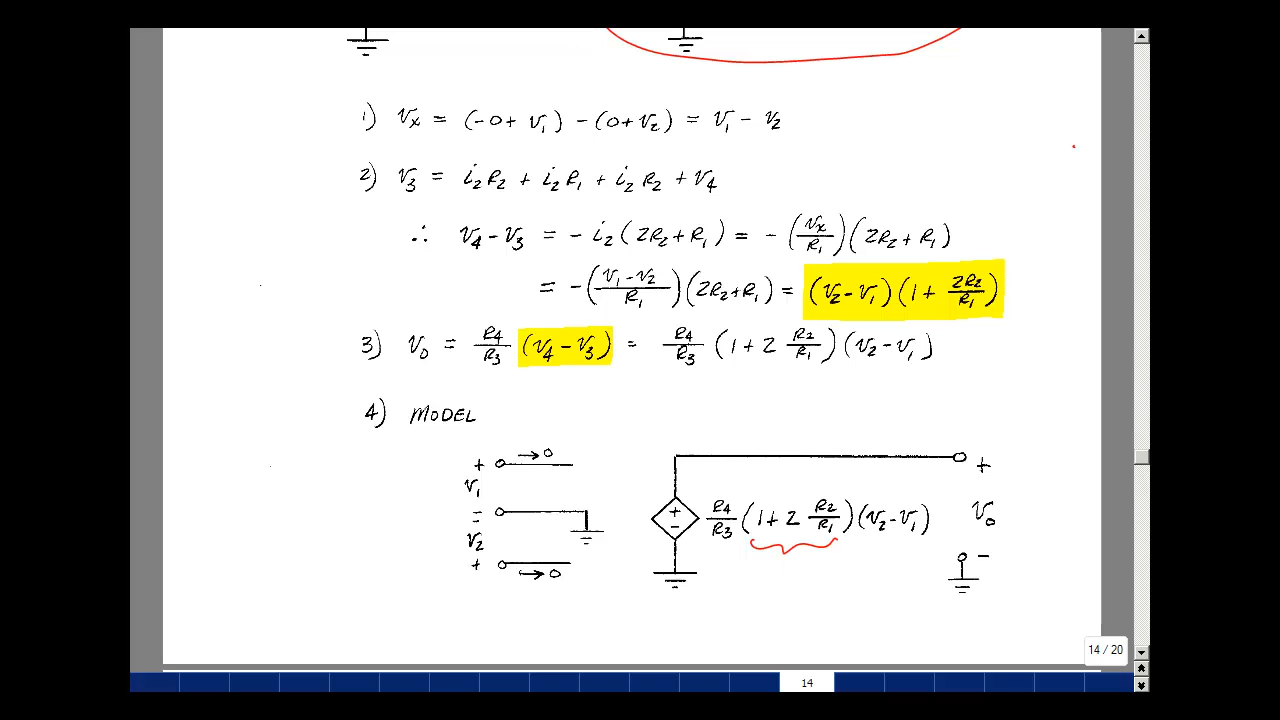 1) Vx = (-0 + V1) - (0 + V2) = V1 - V2
2) V3 = i2R2 + i2R1 + i2R2 + V4
∴ V4 - V3 = - i2 (2R2 + R1) = - (Vx/R1)(2R2 + R1)
= - (V1 - V2/R1)(2R2 + R1) = (V2 - V1)(1 + 2R2/R1)
3) V0 = R4/R3 (V4 - V3) = R4/R3 (1 + 2 R2/R1)(V2 - V1)
4) MODEL
+ → 0 +
V1
+ - R4/R3 (1 + 2 R2/R1)(V2 - V1) V0
=
V2
+ → 0 -
14 / 20
14